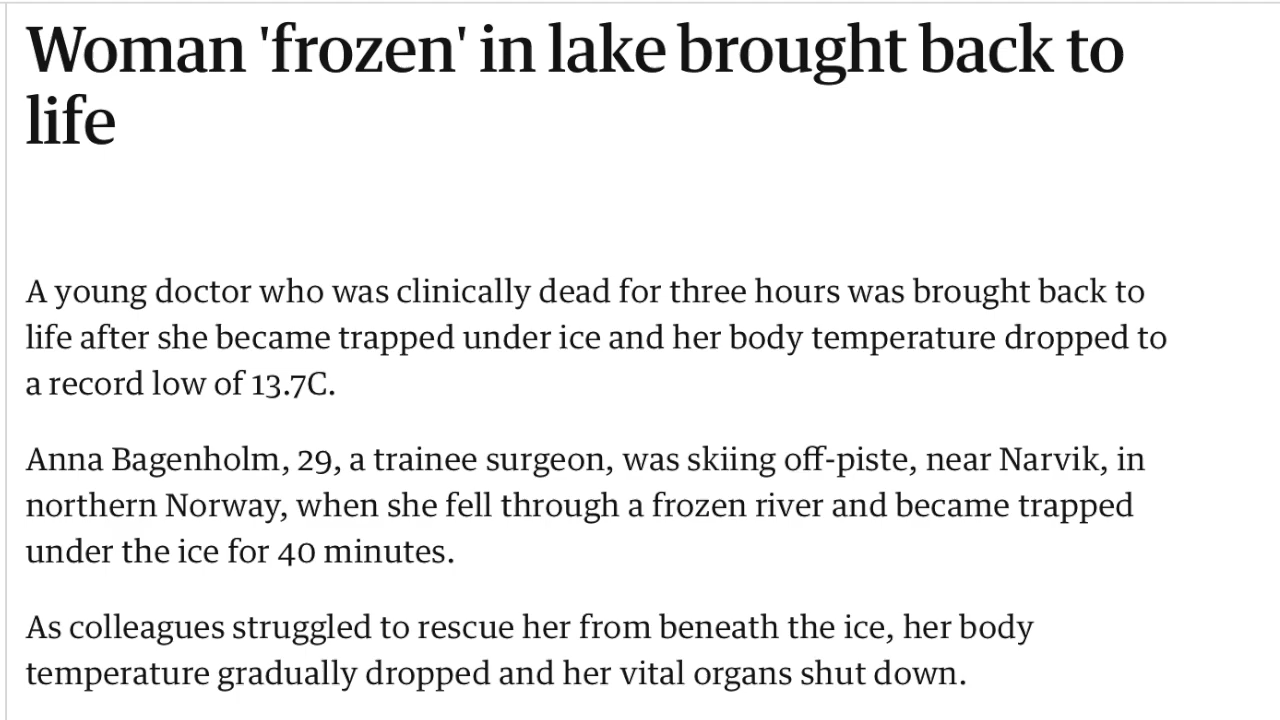 Woman 'frozen' in lake brought back to
life
A young doctor who was clinically dead for three hours was brought back to
life after she became trapped under ice and her body temperature dropped to
a record low of 13.7C.
Anna Bagenholm, 29, a trainee surgeon, was skiing off-piste, near Narvik, in
northern Norway, when she fell through a frozen river and became trapped
under the ice for 40 minutes.
As colleagues struggled to rescue her from beneath the ice, her body
temperature gradually dropped and her vital organs shut down.